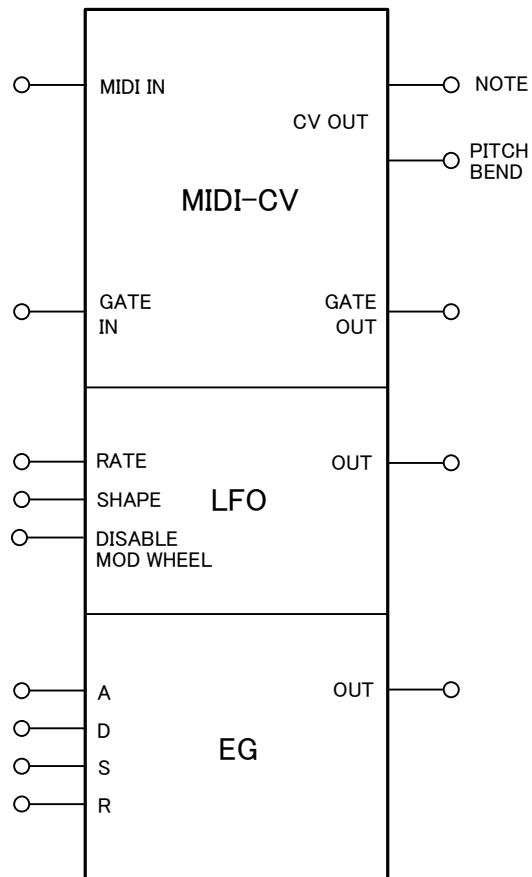 MIDI IN
NOTE
CV OUT
PITCH
BEND
MIDI-CV
GATE
IN
GATE
OUT
RATE
OUT
SHAPE
LFO
DISABLE
MOD WHEEL
A
OUT
D
EG
S
R